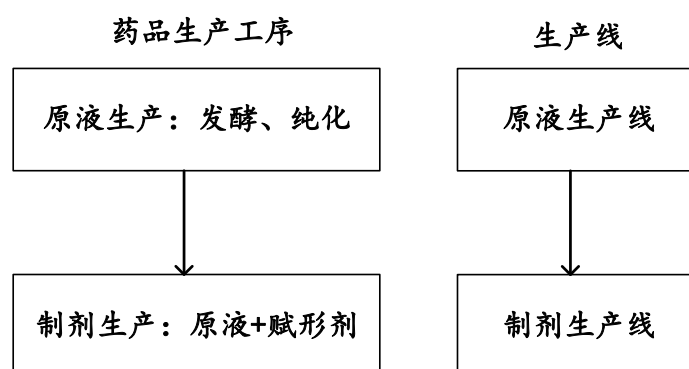 药品生产工序
生产线
原液生产：发酵、纯化
原液生产线
制剂生产：原液+赋形剂
制剂生产线